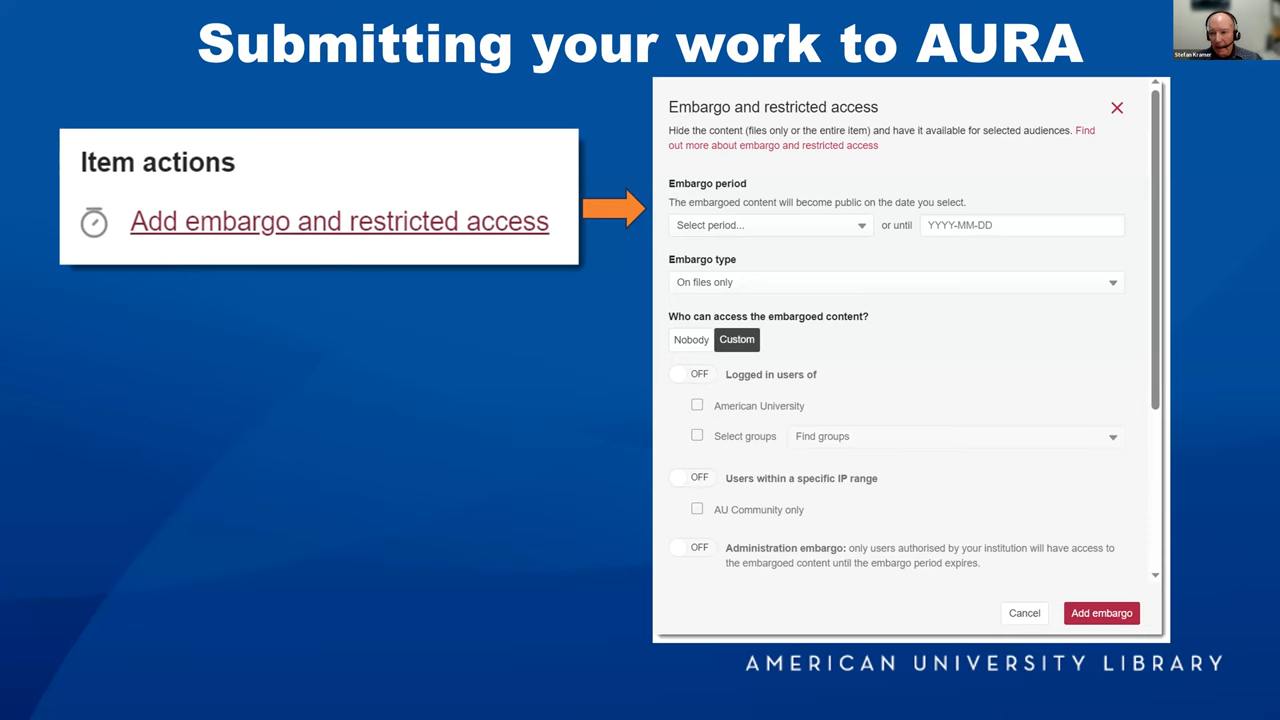 Submitting your work to AURA
Stefan Kramer
Item actions
Add embargo and restricted access
Embargo and restricted access
Hide the content (files only or the entire item) and have it available for selected audiences. Find
out more about embargo and restricted access
Embargo period
The embargoed content will become public on the date you select.
Select period... or until YYYY-MM-DD
Embargo type
On files only
Who can access the embargoed content?
Nobody Custom
OFF Logged in users of
American University
Select groups Find groups
OFF Users within a specific IP range
AU Community only
OFF Administration embargo: only users authorised by your institution will have access to
the embargoed content until the embargo period expires.
Cancel Add embargo
AMERICAN UNIVERSITY LIBRARY